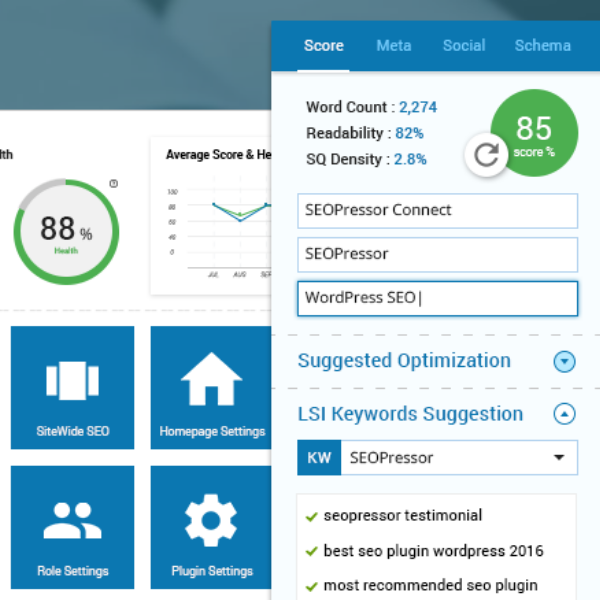 Score Meta Social Schema
Word Count : 2,274
Readability : 82%
SQ Density : 2.8%
85
score %
SEOPressor Connect
SEOPressor
WordPress SEO
Suggested Optimization
LSI Keywords Suggestion
KW SEOPressor
seopressor testimonial
best seo plugin wordpress 2016
most recommended seo plugin
lth
88 %
Health
Average Score & He
100
80
60
40
0
JUL AUG SEP
SiteWide SEO
Homepage Settings
Role Settings
Plugin Settings